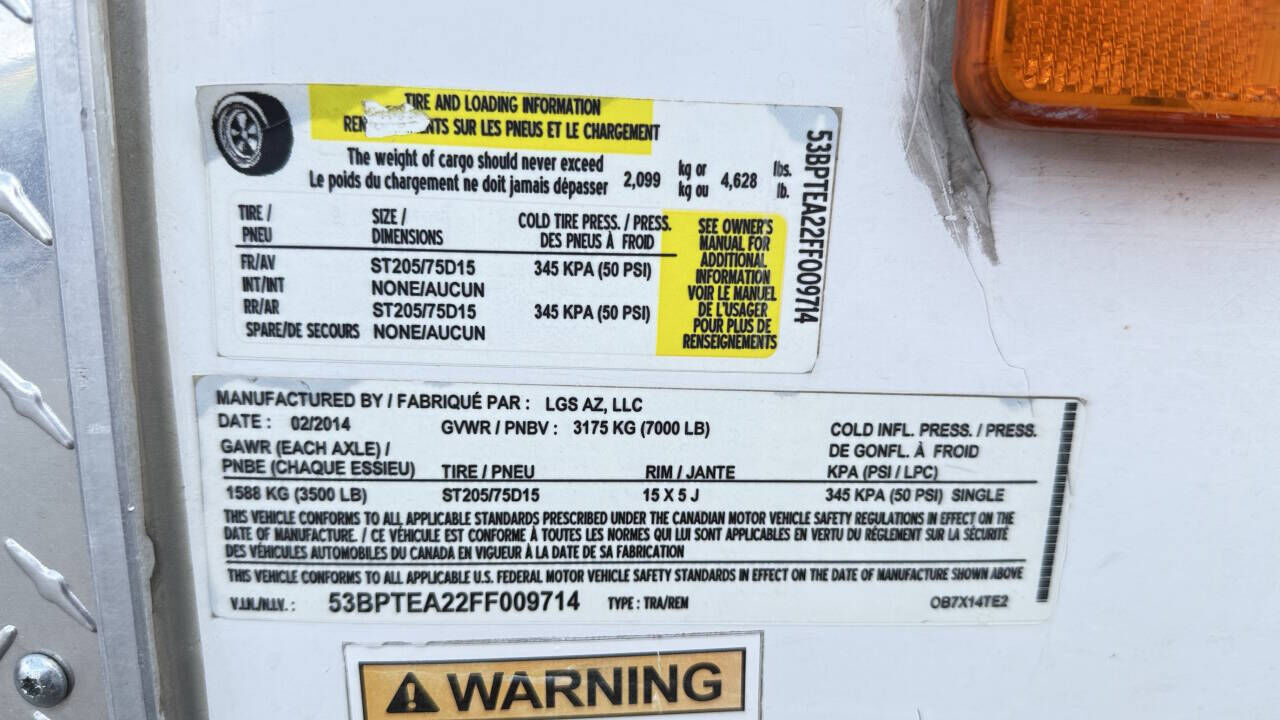 TIRE AND LOADING INFORMATION
REN NTS SUR LES PNEUS ET LE CHARGEMENT
The weight of cargo should never exceed
Le poids du chargement ne doit jamais dépasser 2,099 kg or kg ou 4,628 lbs. lb.
TIRE / PNEU SIZE / DIMENSIONS COLD TIRE PRESS. / PRESS. DES PNEUS À FROID
FR/AV ST205/75D15 345 KPA (50 PSI)
INT/INT NONE/AUCUN
RR/AR ST205/75D15 345 KPA (50 PSI)
SPARE/DE SECOURS NONE/AUCUN
SEE OWNER'S
MANUAL FOR
ADDITIONAL
INFORMATION
VOIR LE MANUEL
DE L'USAGER
POUR PLUS DE
RENSEIGNEMENTS
53BPTEA22FF009714
MANUFACTURED BY / FABRIQUÉ PAR : LGS AZ, LLC
DATE : 02/2014 GVWR / PNBV : 3175 KG (7000 LB)
GAWR (EACH AXLE) / PNBE (CHAQUE ESSIEU) TIRE / PNEU RIM / JANTE COLD INFL. PRESS. / PRESS. DE GONFL. À FROID KPA (PSI / LPC)
1588 KG (3500 LB) ST205/75D15 15 X 5 J 345 KPA (50 PSI) SINGLE
THIS VEHICLE CONFORMS TO ALL APPLICABLE STANDARDS PRESCRIBED UNDER THE CANADIAN MOTOR VEHICLE SAFETY REGULATIONS IN EFFECT ON THE
DATE OF MANUFACTURE. / CE VÉHICULE EST CONFORME À TOUTES LES NORMES QUI LUI SONT APPLICABLES EN VERTU DU RÉGLEMENT SUR LA SÉCURITÉ
DES VÉHICULES AUTOMOBILES DU CANADA EN VIGUEUR À LA DATE DE SA FABRICATION
THIS VEHICLE CONFORMS TO ALL APPLICABLE U.S. FEDERAL MOTOR VEHICLE SAFETY STANDARDS IN EFFECT ON THE DATE OF MANUFACTURE SHOWN ABOVE
V.I.N./N.I.V. : 53BPTEA22FF009714 TYPE : TRA/REM OB7X14TE2
WARNING